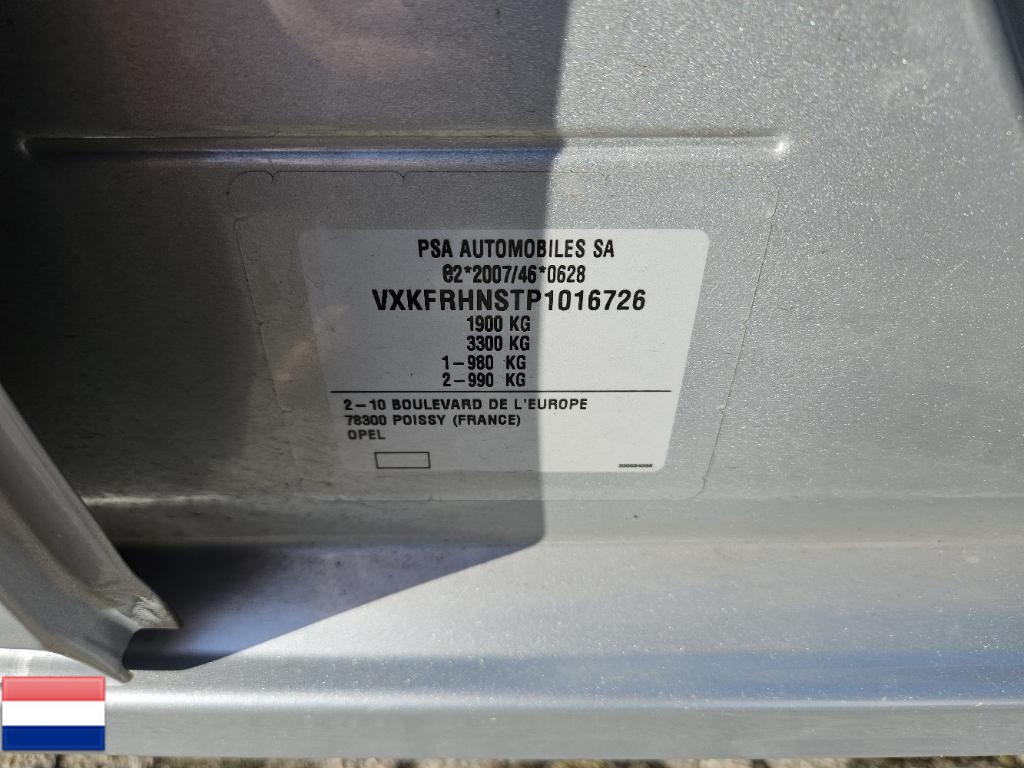 PSA AUTOMOBILES SA
e2*2007/46*0628
VXKFRHNSTP1016726
1900 KG
3300 KG
1-980 KG
2-990 KG
2-10 BOULEVARD DE L'EUROPE
78300 POISSY (FRANCE)
OPEL